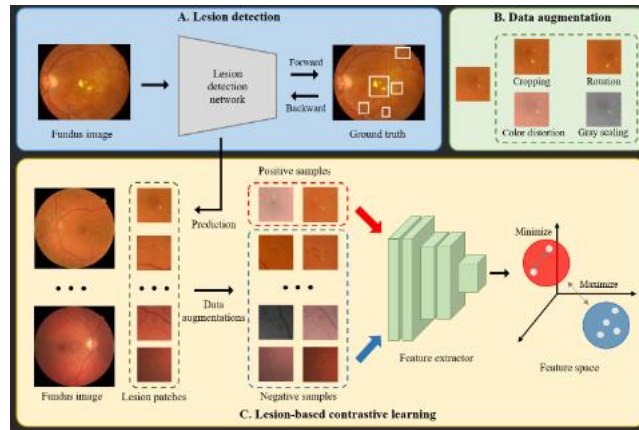 A. Lesion detection
Lesion
detection
network
Forward
Backward
Fundus image
Ground truth
B. Data augmentation
Cropping
Rotation
Color distortion
Gray scaling
Positive samples
Prediction
Data
augmentations
Minimize
Maximize
Feature extractor
Feature space
Fundus image
Lesion patches
Negative samples
C. Lesion-based contrastive learning